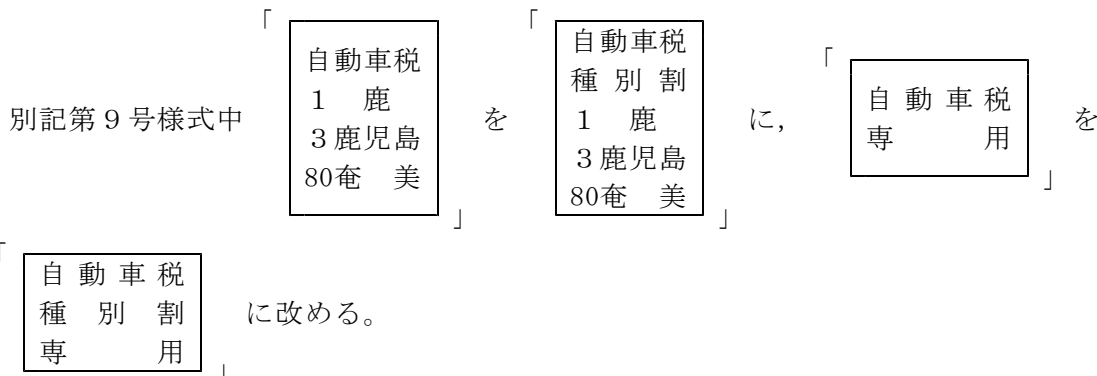 別記第9号様式中「
自動車税
1 鹿
3鹿児島
80奄 美
」を「
自動車税
種 別 割
1 鹿
3鹿児島
80奄 美
」に，「
自 動 車 税
専 用
」を
「
自 動 車 税
種 別 割
専 用
」に改める。